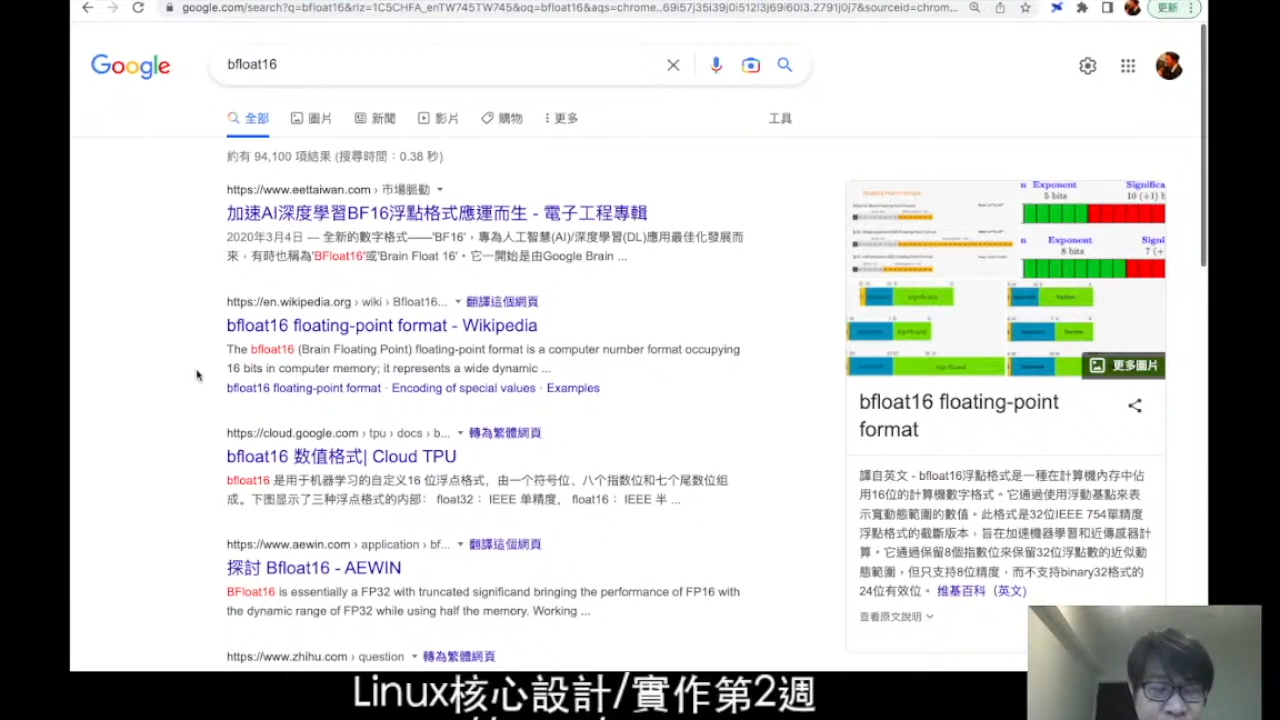 google.com/search?q=bfloat16&rlz=1C5CHFA_enTW745TW745&oq=bfloat16&aqs=chrome..69i57j35i39j0i512l3j69i60l3.2791j0j7&sourceid=chrom...
更新
Google
bfloat16
全部
圖片
新聞
影片
購物
更多
工具
約有 94,100 項結果 (搜尋時間：0.38 秒)
https://www.eettaiwan.com › 市場脈動
加速AI深度學習BF16浮點格式應運而生 - 電子工程專輯
2020年3月4日 — 全新的數字格式——'BF16'，專為人工智慧(AI)/深度學習(DL)應用最佳化發展而
來，有時也稱為'BFloat16'或'Brain Float 16'。它一開始是由Google Brain ...
https://en.wikipedia.org › wiki › Bfloat16... 翻譯這個網頁
bfloat16 floating-point format - Wikipedia
The bfloat16 (Brain Floating Point) floating-point format is a computer number format occupying
16 bits in computer memory; it represents a wide dynamic ...
bfloat16 floating-point format · Encoding of special values · Examples
https://cloud.google.com › tpu › docs › b... 轉為繁體網頁
bfloat16 数值格式| Cloud TPU
bfloat16 是用于机器学习的自定义16 位浮点格式，由一个符号位、八个指数位和七个尾数位组
成。下图显示了三种浮点格式的内部： float32： IEEE 单精度， float16： IEEE 半 ...
https://www.aewin.com › application › bf... 翻譯這個網頁
探討 Bfloat16 - AEWIN
BFloat16 is essentially a FP32 with truncated significand bringing the performance of FP16 with
the dynamic range of FP32 while using half the memory. Working ...
https://www.zhihu.com › question 轉為繁體網頁
n Exponent Significa
5 bits 10 (+1) b
Exponent Signi
8 bits 7 (+
更多圖片
bfloat16 floating-point
format
譯自英文 - bfloat16浮點格式是一種在計算機內存中佔
用16位的計算機數字格式。它通過使用浮動基點來表
示寬動態範圍的數值。此格式是32位IEEE 754單精度
浮點格式的截斷版本，旨在加速機器學習和近傳感器計
算。它通過保留8個指數位來保留32位浮點數的近似動
態範圍，但只支持8位精度，而不支持binary32格式的
24位有效位。 維基百科（英文）
查看原文說明
Linux核心設計/實作第2週